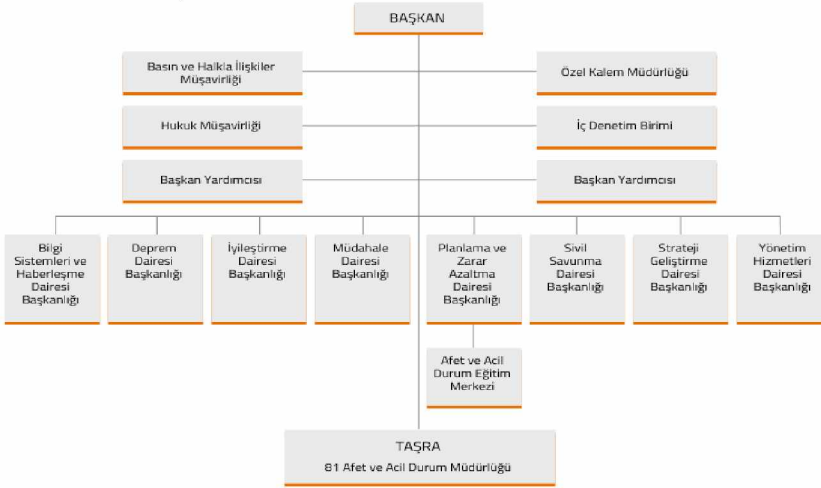 BAŞKAN
Basın ve Halkla İlişkiler
Müşavirliği
Özel Kalem Müdürlüğü
Hukuk Müşavirliği
İç Denetim Birimi
Başkan Yardımcısı
Başkan Yardımcısı
Bilgi
Sistemleri ve
Haberleşme
Dairesi
Başkanlığı
Deprem
Dairesi
Başkanlığı
İyileştirme
Dairesi
Başkanlığı
Müdahale
Dairesi
Başkanlığı
Planlama ve
Zarar
Azaltma
Dairesi
Başkanlığı
Sivil
Savunma
Dairesi
Başkanlığı
Strateji
Geliştirme
Dairesi
Başkanlığı
Yönetim
Hizmetleri
Dairesi
Başkanlığı
Afet ve Acil
Durum Eğitim
Merkezi
TAŞRA
81 Afet ve Acil Durum Müdürlüğü